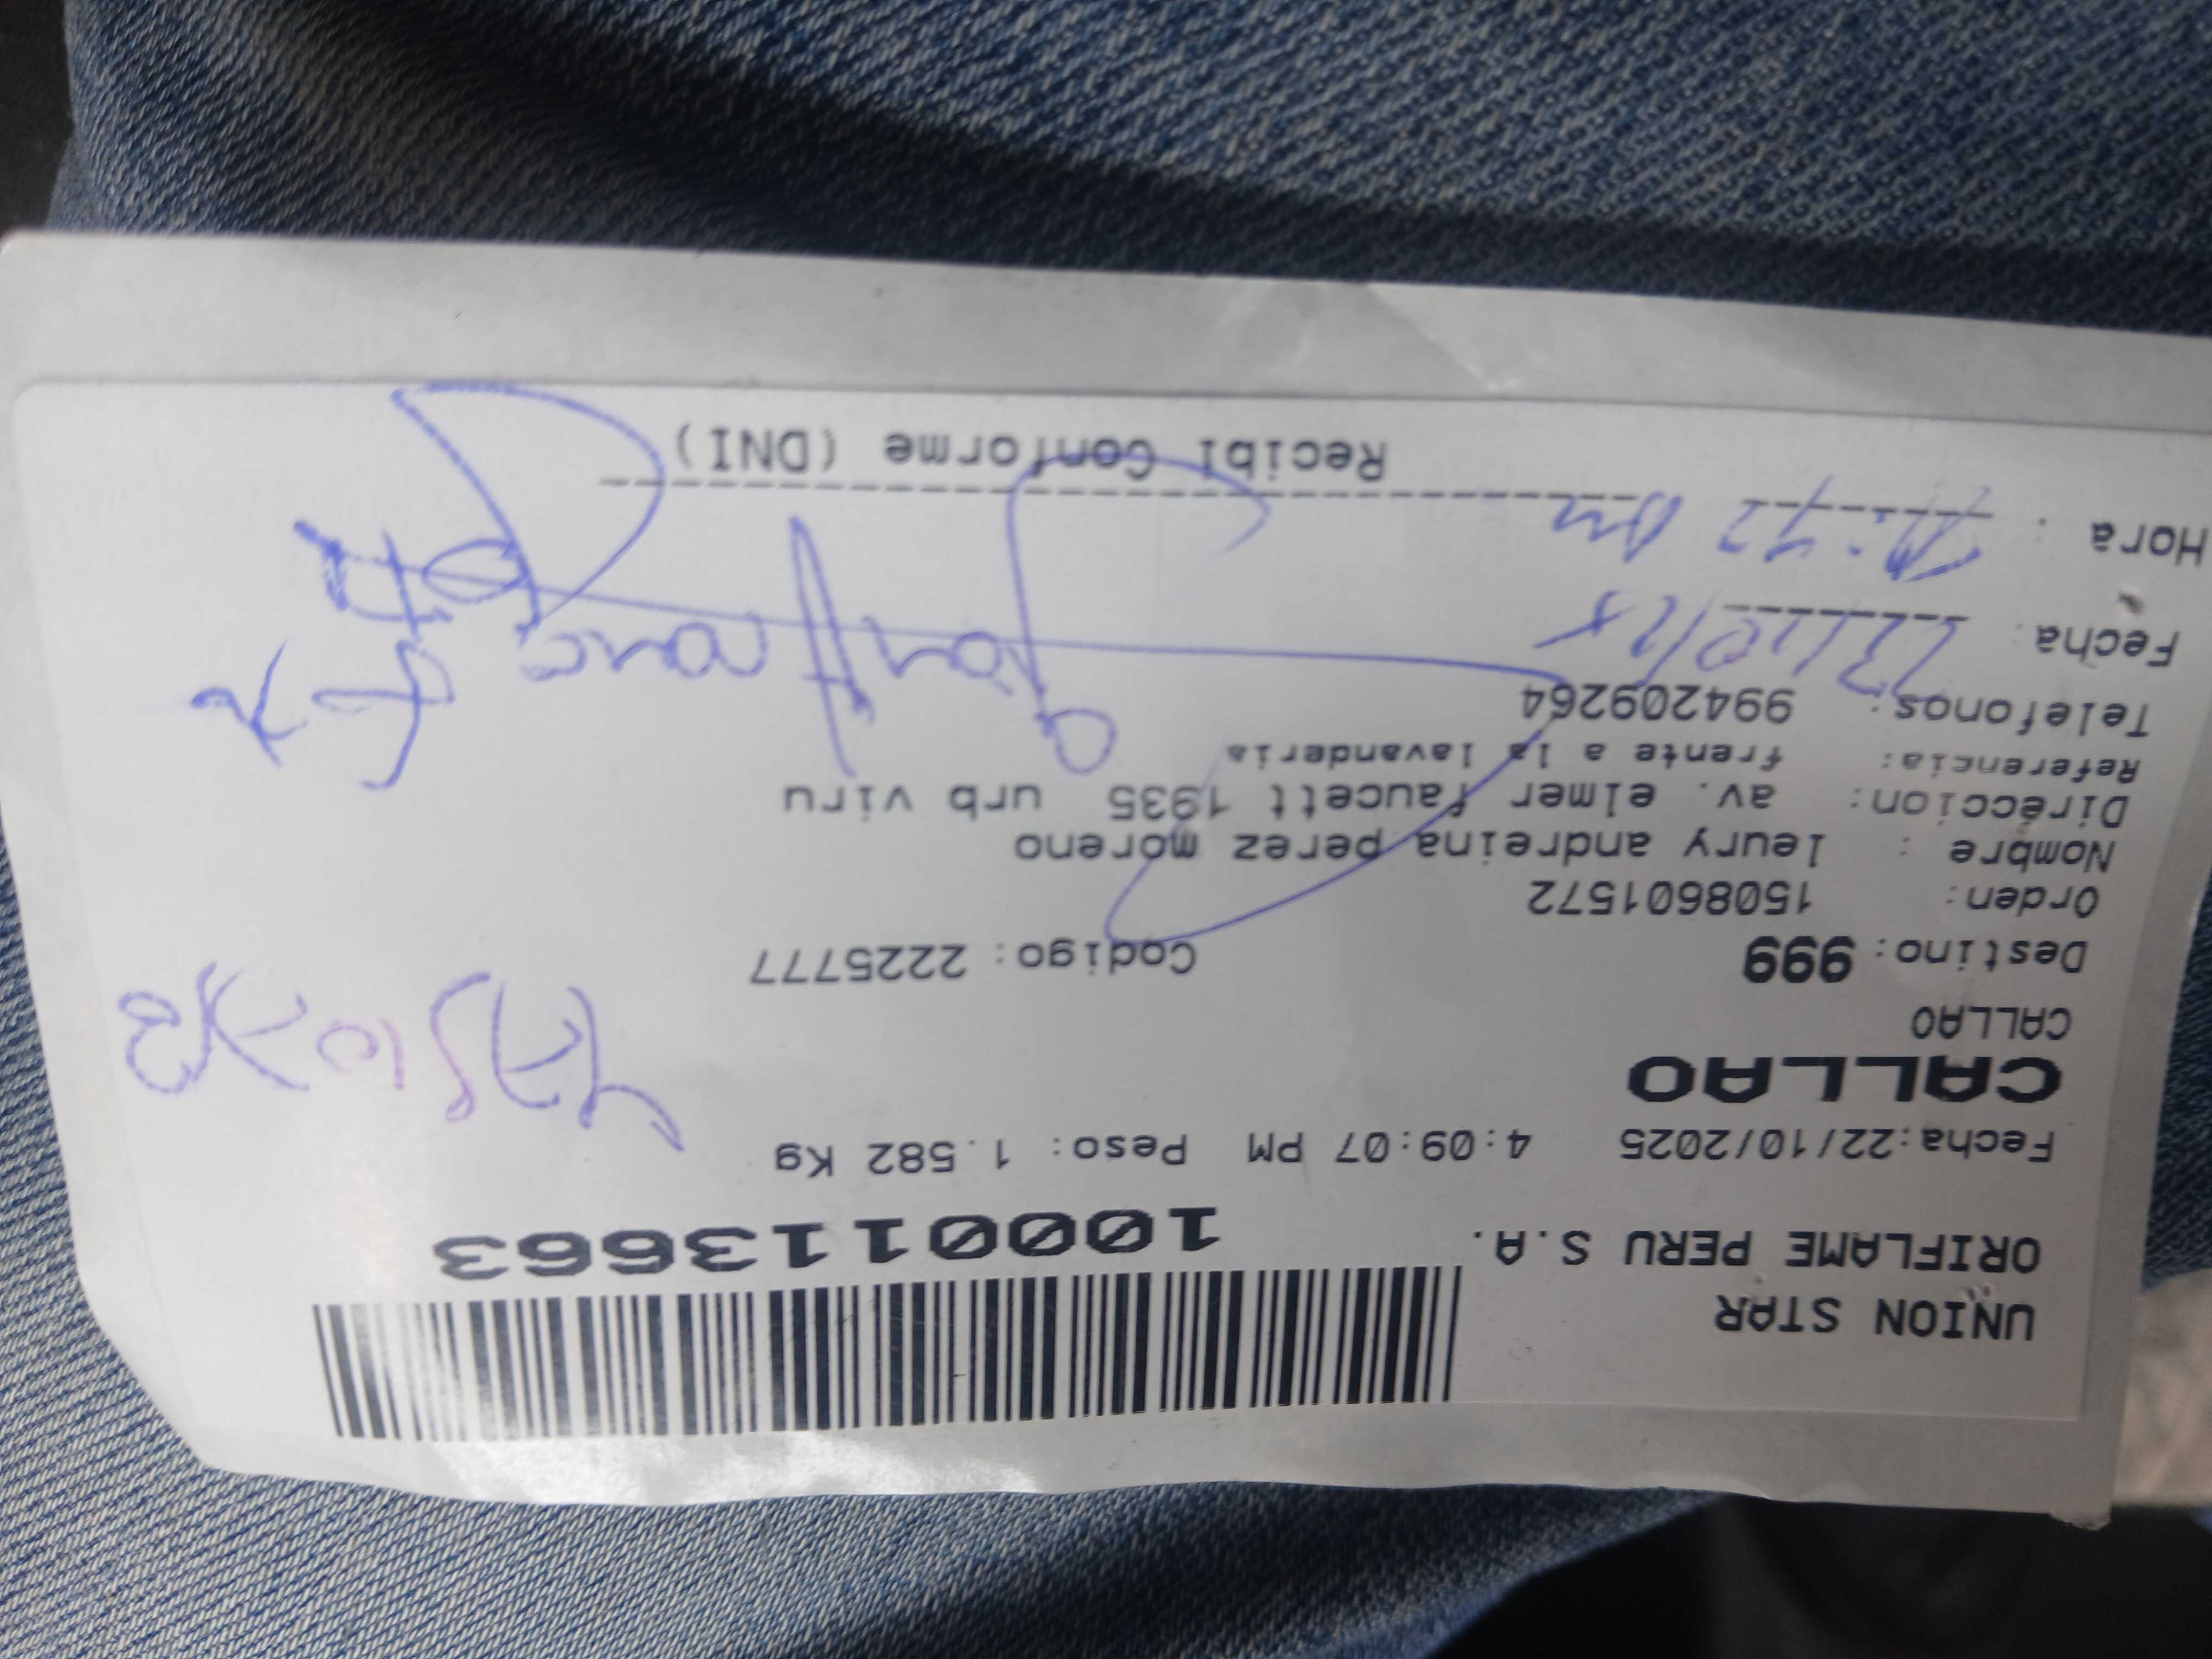 UNION STAR
ORIFLAME PERU S.A.
1000113663
Fecha:22/10/2025 4:09:07 PM Peso: 1.582 Kg
CALLAO
CALLAO
Destino: 999 Codigo: 2225777
Orden: 1508601572
Nombre : leury andreina perez moreno
Direccion: av. elmer faucett 1935 urb viru
Referencia: frente a la lavanderia
Telefonos: 994209264
Fecha:
Hora :
Recibi Conforme (DNI)